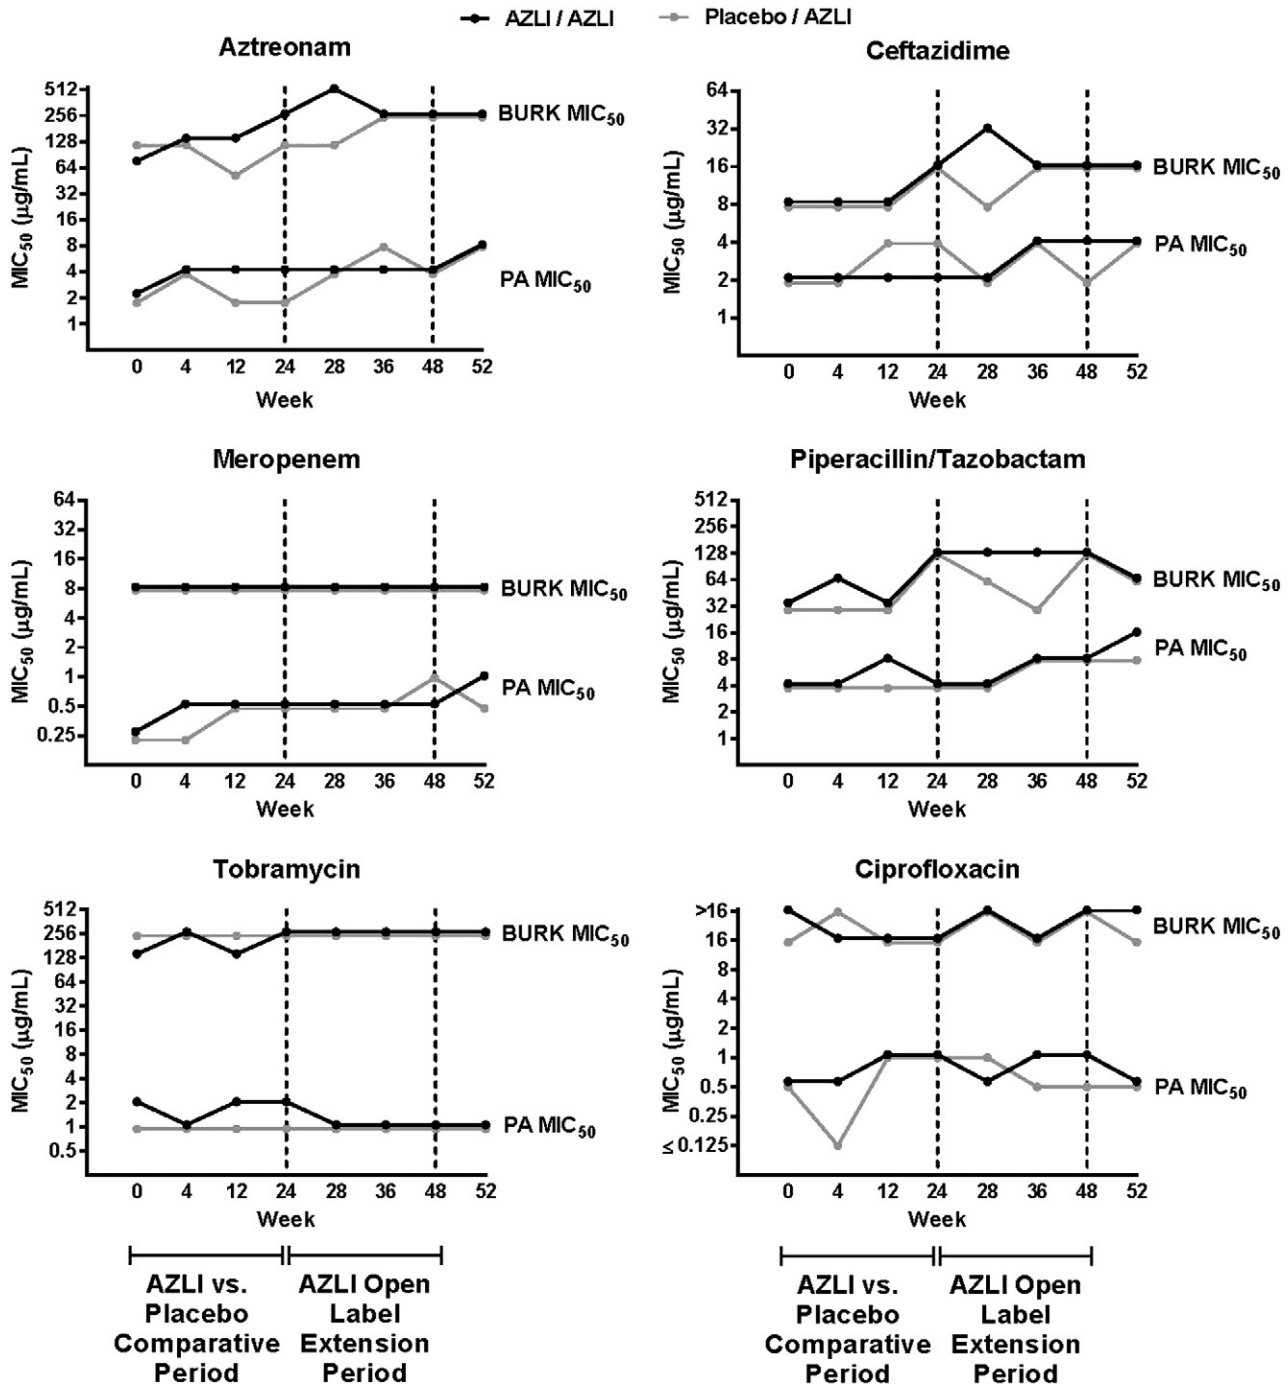 AZLI / AZLI
Placebo / AZLI
Aztreonam
MIC50 (µg/mL)
512
256
128
64
32
16
8
4
2
1
BURK MIC50
PA MIC50
0 4 12 24 28 36 48 52
Week
Ceftazidime
MIC50 (µg/mL)
64
32
16
8
4
2
1
BURK MIC50
PA MIC50
0 4 12 24 28 36 48 52
Week
Meropenem
MIC50 (µg/mL)
64
32
16
8
4
2
1
0.5
0.25
BURK MIC50
PA MIC50
0 4 12 24 28 36 48 52
Week
Piperacillin/Tazobactam
MIC50 (µg/mL)
512
256
128
64
32
16
8
4
2
1
BURK MIC50
PA MIC50
0 4 12 24 28 36 48 52
Week
Tobramycin
MIC50 (µg/mL)
512
256
128
64
32
16
8
4
2
1
0.5
BURK MIC50
PA MIC50
0 4 12 24 28 36 48 52
Week
Ciprofloxacin
MIC50 (µg/mL)
>16
16
8
4
2
1
0.5
0.25
≤ 0.125
BURK MIC50
PA MIC50
0 4 12 24 28 36 48 52
Week
AZLI vs.
Placebo
Comparative
Period
AZLI Open
Label
Extension
Period
AZLI vs.
Placebo
Comparative
Period
AZLI Open
Label
Extension
Period